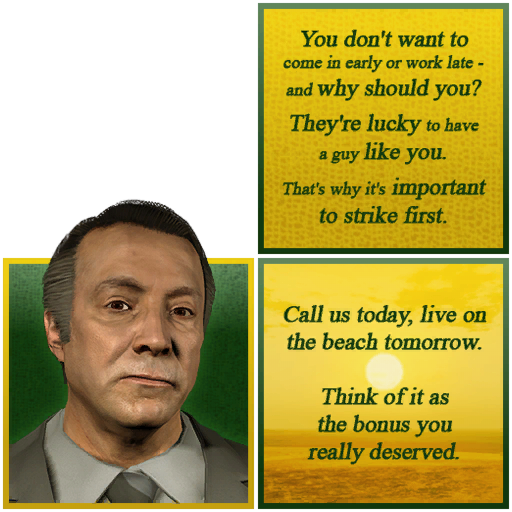 You don't want to
come in early or work late -
and why should you?
They're lucky to have
a guy like you.
That's why it's important
to strike first.
Call us today, live on
the beach tomorrow.
Think of it as
the bonus you
really deserved.